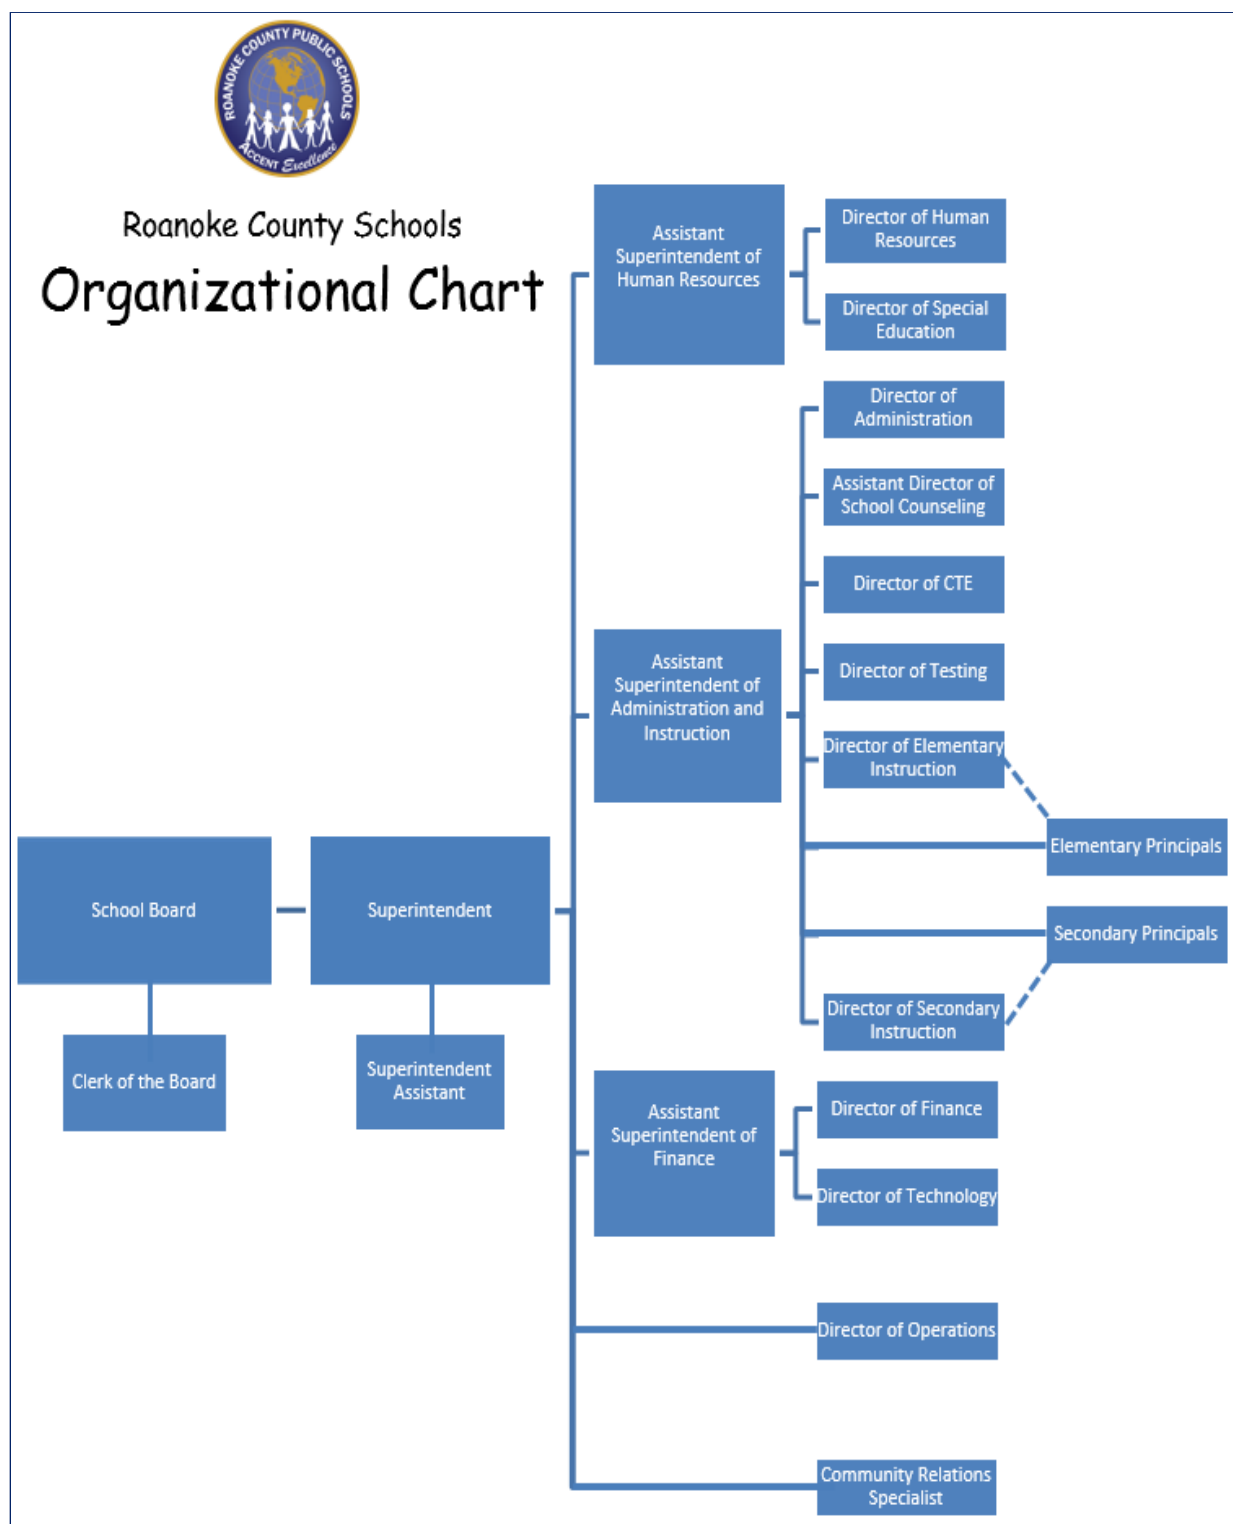 ROANOKE COUNTY PUBLIC SCHOOLS
ACCENT Excellence
Roanoke County Schools
Organizational Chart
Assistant
Superintendent of
Human Resources
Director of Human
Resources
Director of Special
Education
Director of
Administration
Assistant Director of
School Counseling
Director of CTE
Director of Testing
Assistant
Superintendent of
Administration and
Instruction
Director of Elementary
Instruction
Elementary Principals
School Board
Superintendent
Secondary Principals
Director of Secondary
Instruction
Clerk of the Board
Superintendent
Assistant
Assistant
Superintendent of
Finance
Director of Finance
Director of Technology
Director of Operations
Community Relations
Specialist